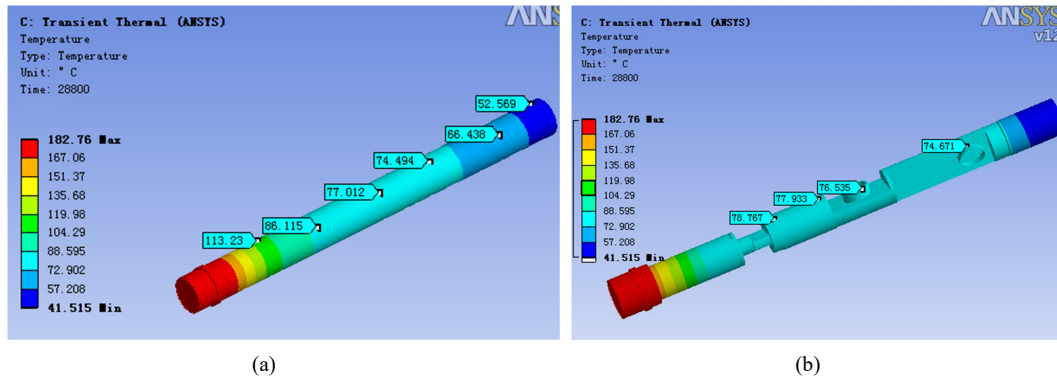 C: Transient Thermal (ANSYS)
Temperature
Type: Temperature
Unit: ° C
Time: 28800
182.76 Max
167.06
151.37
135.68
119.98
104.29
88.595
72.902
57.208
41.515 Min
52.569
66.438
74.494
77.012
86.115
113.23
ANSYS
(a)
C: Transient Thermal (ANSYS)
Temperature
Type: Temperature
Unit: ° C
Time: 28800
182.76 Max
167.06
151.37
135.68
119.98
104.29
88.595
72.902
57.208
41.515 Min
74.671
76.535
77.933
78.767
ANSYS
v12
(b)